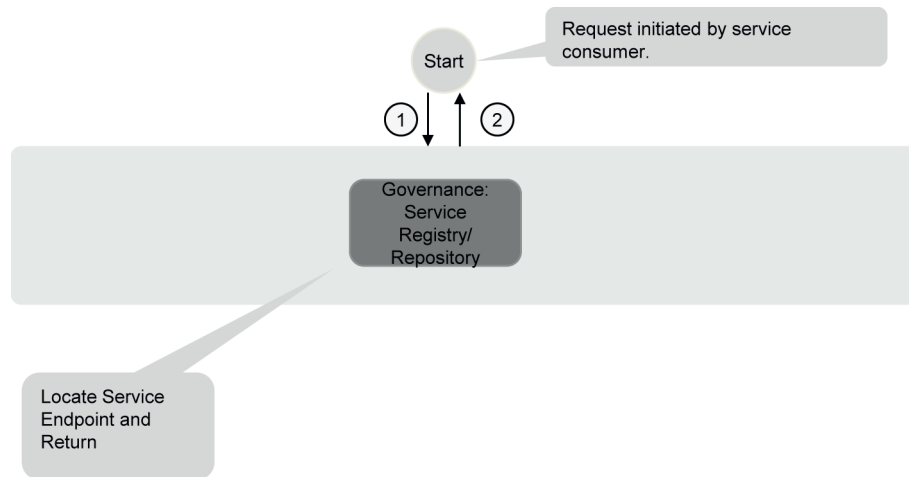 Request initiated by service
consumer.
Start
1
2
Governance:
Service
Registry/
Repository
Locate Service
Endpoint and
Return